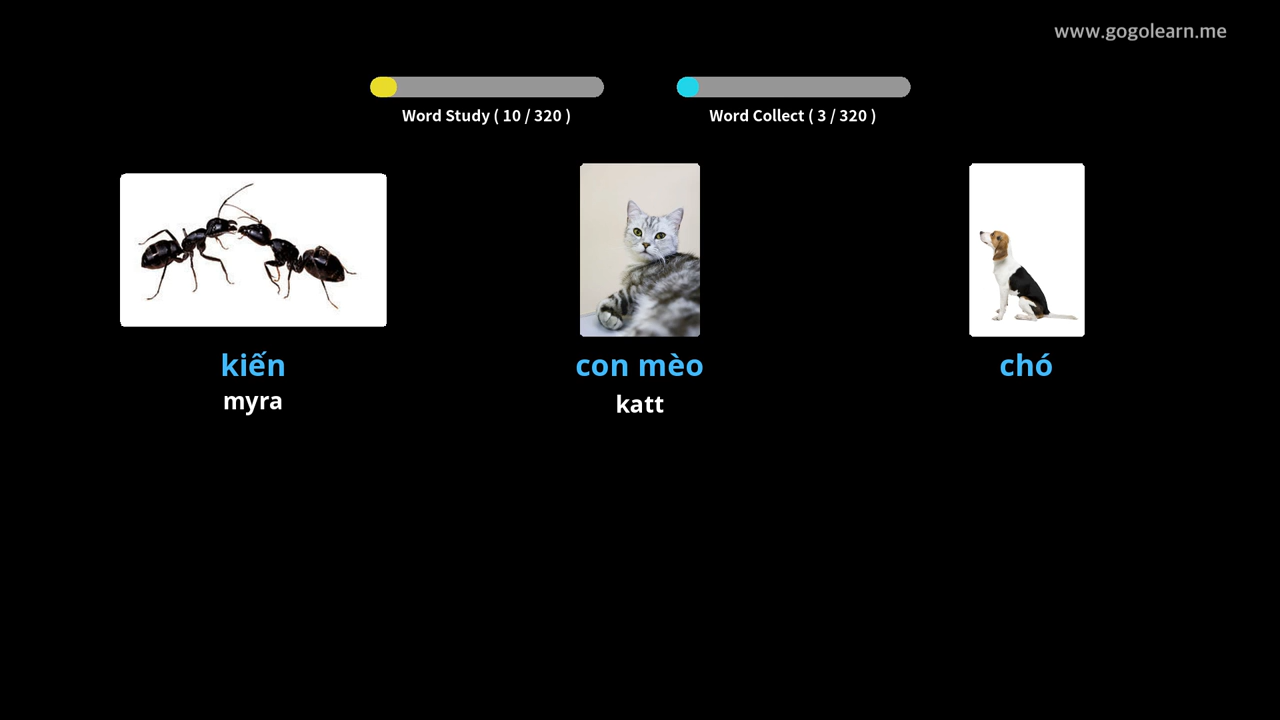 www.gogolearn.me
Word Study ( 10 / 320 )
Word Collect ( 3 / 320 )
kiến
con mèo
chó
myra
katt